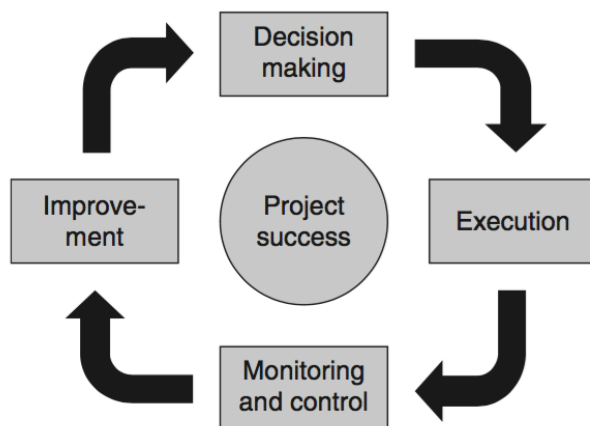 Decision
making
Improve-
ment
Project
success
Execution
Monitoring
and control